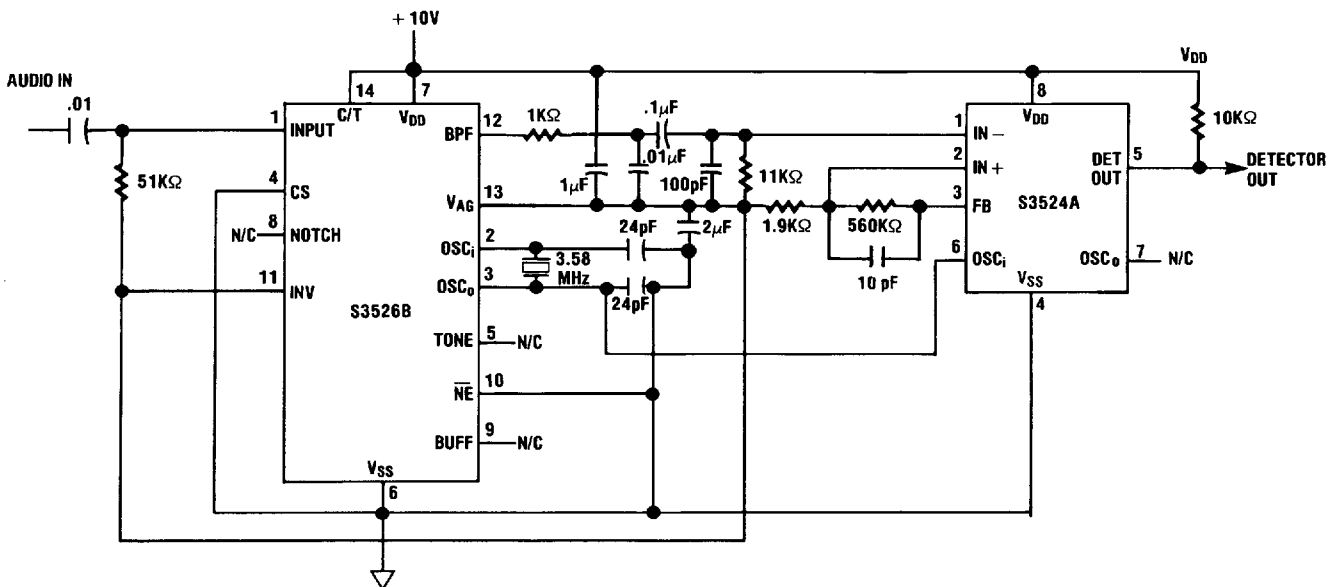 + 10V
AUDIO IN
.01
51KΩ
14
C/T
7
VDD
1
INPUT
4
CS
8
N/C
NOTCH
11
INV
S3526B
12
BPF
13
VAG
2
OSCi
3
OSCo
5
TONE
N/C
10
NE
9
BUFF
N/C
VSS
6
1KΩ
.1μF
.01μF
1μF
100pF
11KΩ
2μF
24pF
3.58
MHz
24pF
1.9KΩ
560KΩ
10 pF
VDD
8
VDD
1
IN −
2
IN +
3
FB
6
OSCi
S3524A
DET
OUT
5
OSCo
7
N/C
VSS
4
10KΩ
DETECTOR
OUT